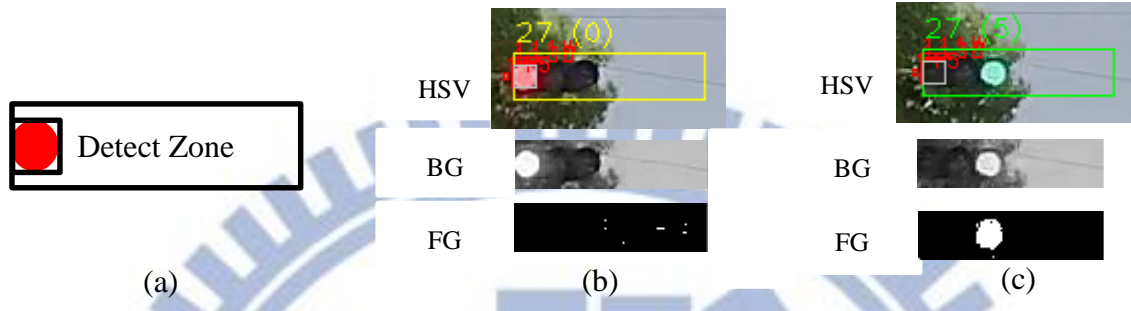 Detect Zone
(a)
27 (0)
HSV
BG
FG
(b)
27 (5)
HSV
BG
FG
(c)